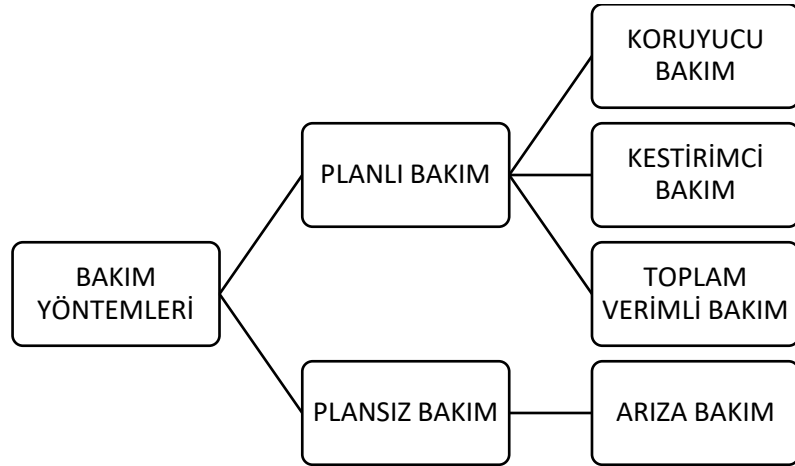 KORUYUCU
BAKIM
PLANLI BAKIM
KESTİRİMCİ
BAKIM
BAKIM
YÖNTEMLERİ
TOPLAM
VERİMLİ BAKIM
PLANSIZ BAKIM
ARIZA BAKIM